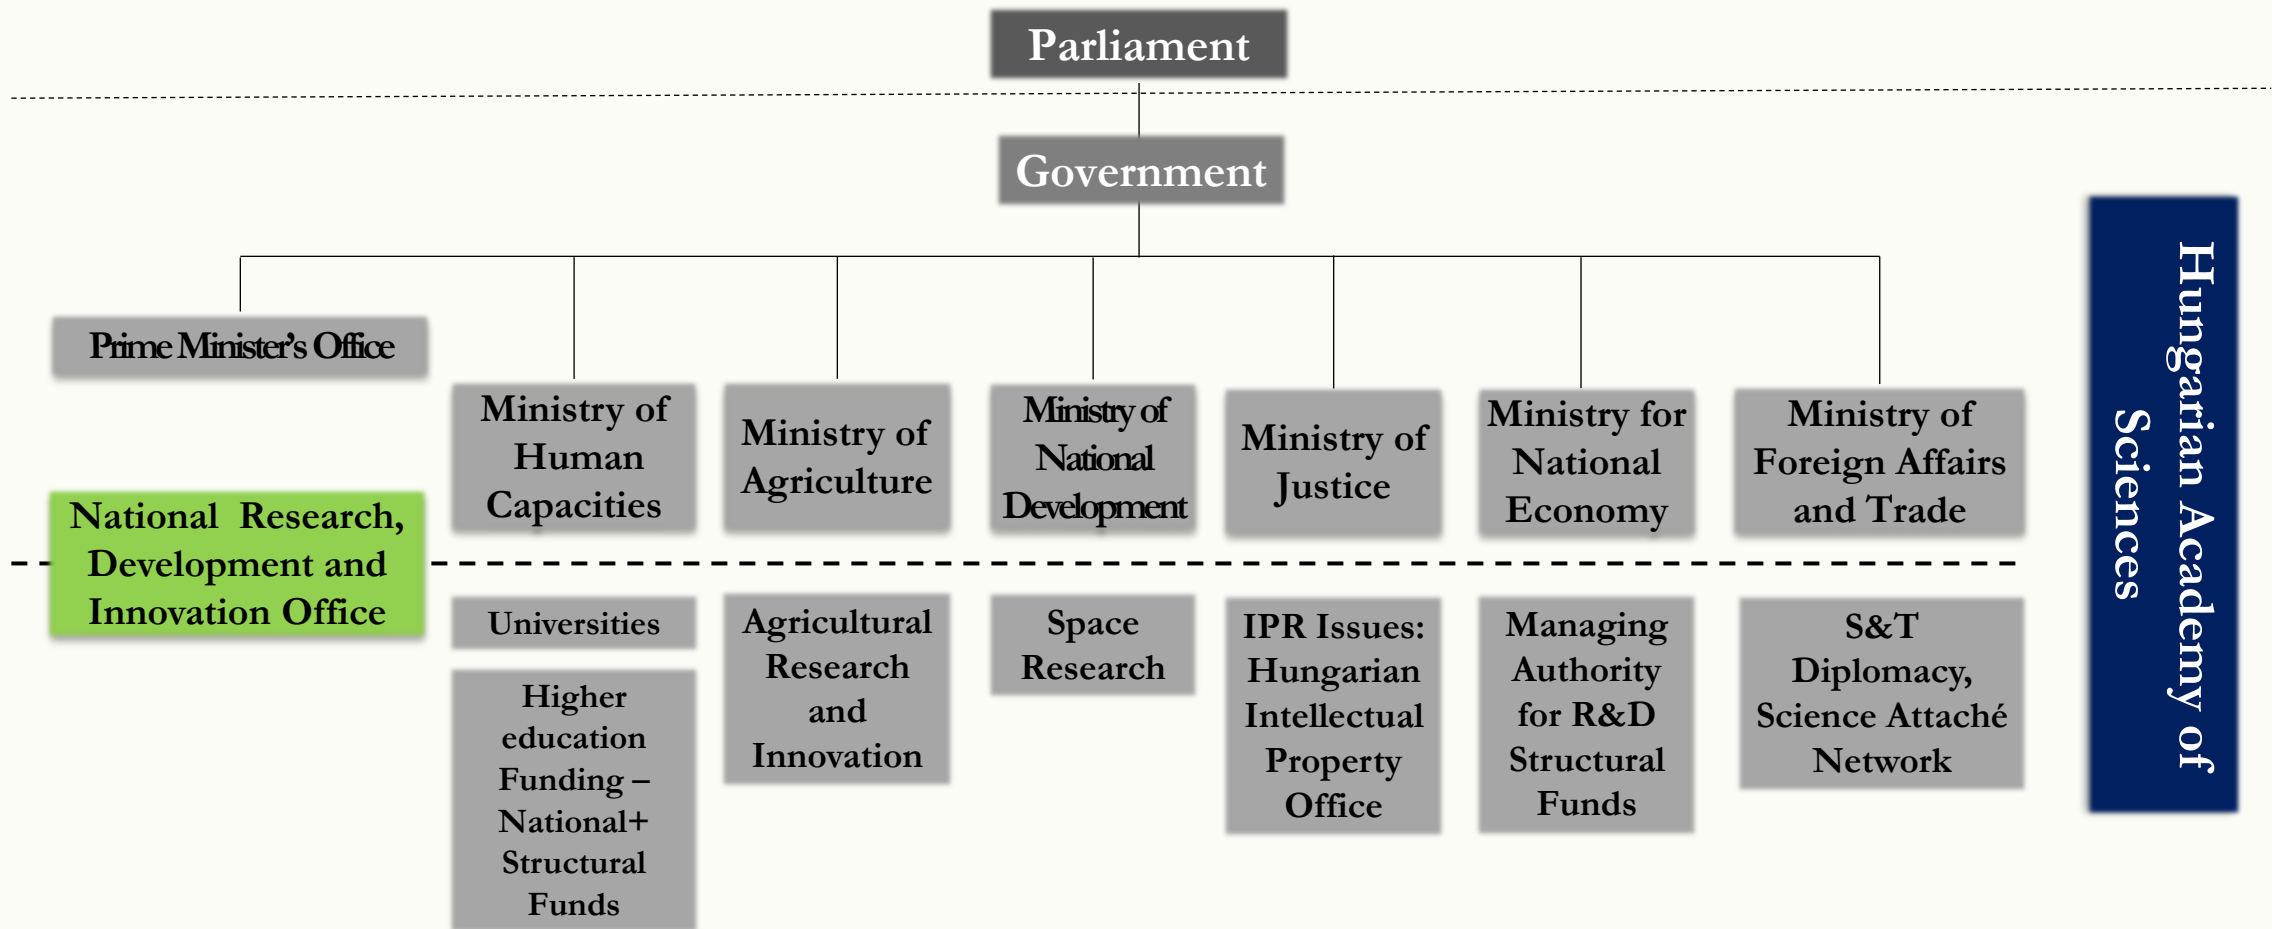 Parliament
Government
Prime Minister's Office
Ministry of
Human
Capacities
Ministry of
Agriculture
Ministry of
National
Development
Ministry of
Justice
Ministry for
National
Economy
Ministry of
Foreign Affairs
and Trade
National Research,
Development and
Innovation Office
Universities
Higher
education
Funding –
National+
Structural
Funds
Agricultural
Research
and
Innovation
Space
Research
IPR Issues:
Hungarian
Intellectual
Property
Office
Managing
Authority
for R&D
Structural
Funds
S&T
Diplomacy,
Science Attaché
Network
Hungarian Academy of
Sciences